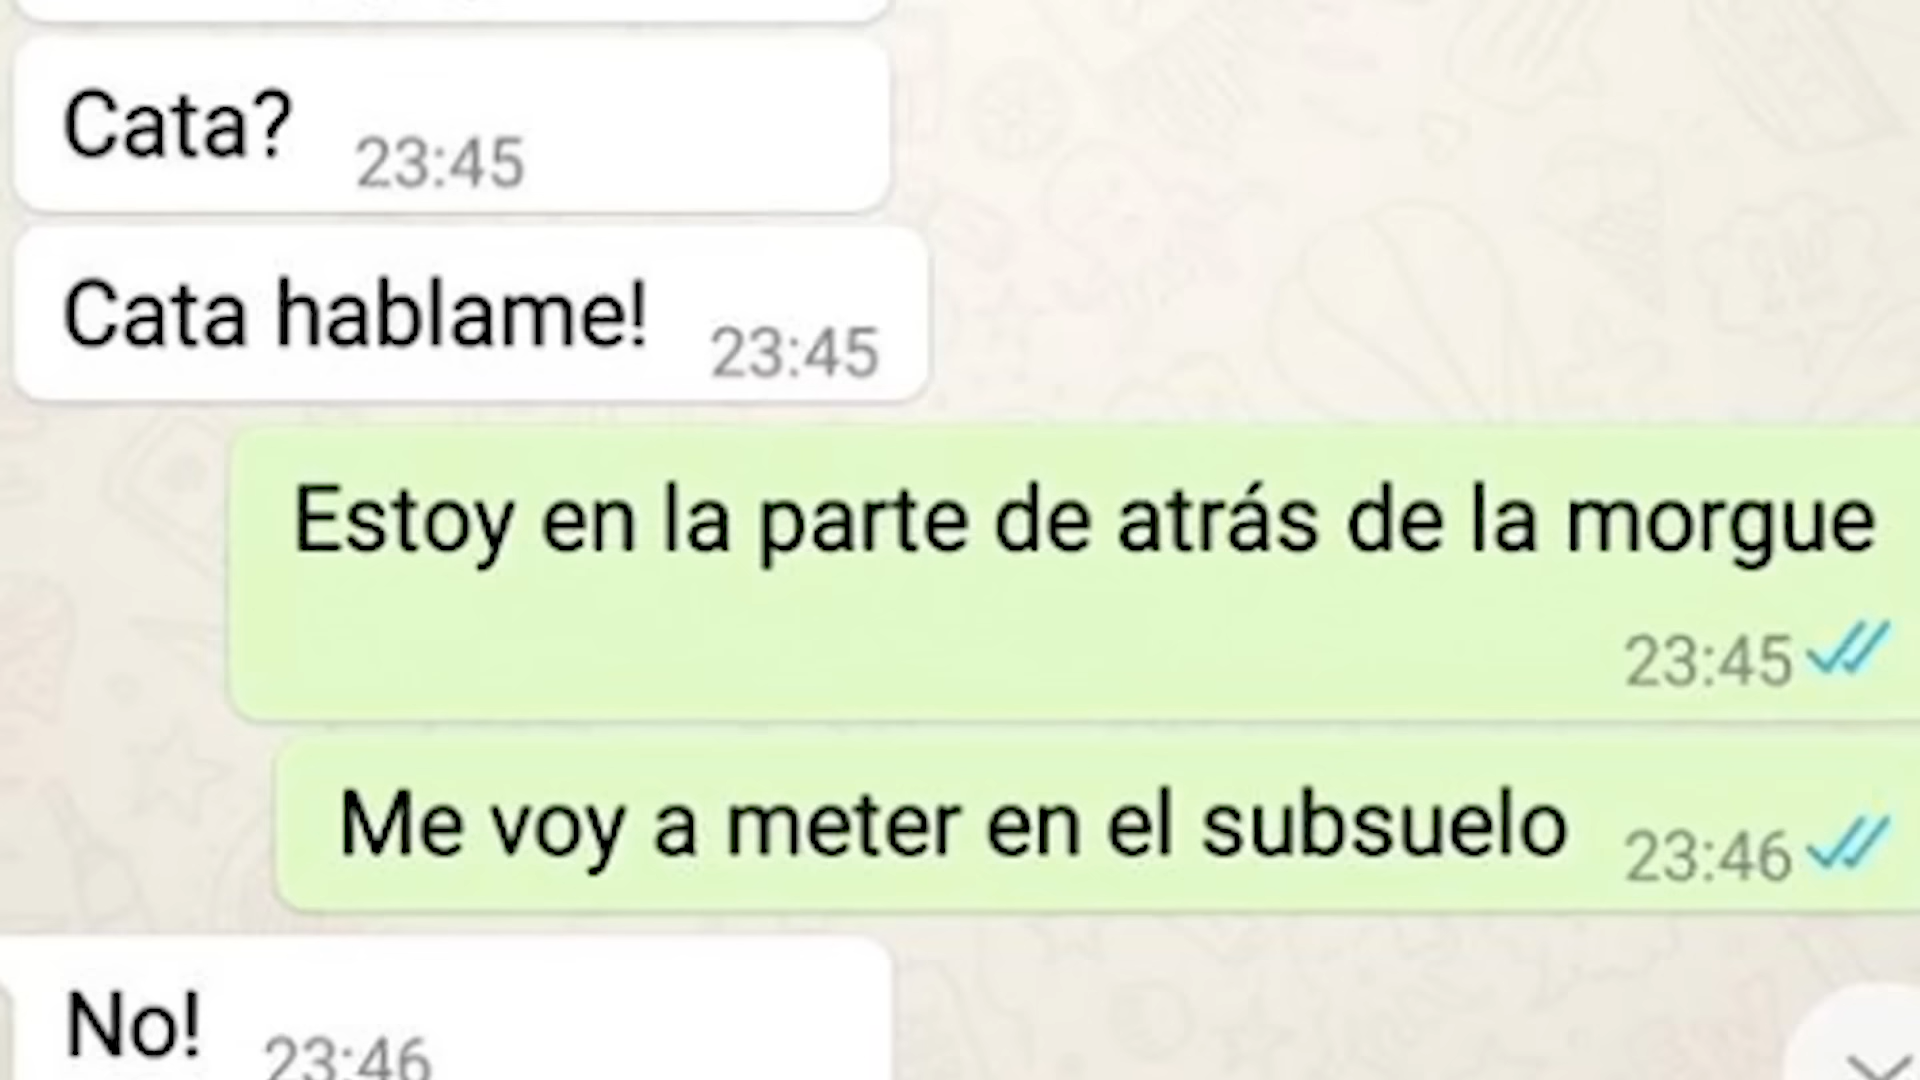 Cata? 23:45
Cata hablame! 23:45
Estoy en la parte de atrás de la morgue
23:45
Me voy a meter en el subsuelo 23:46
No! 23:46